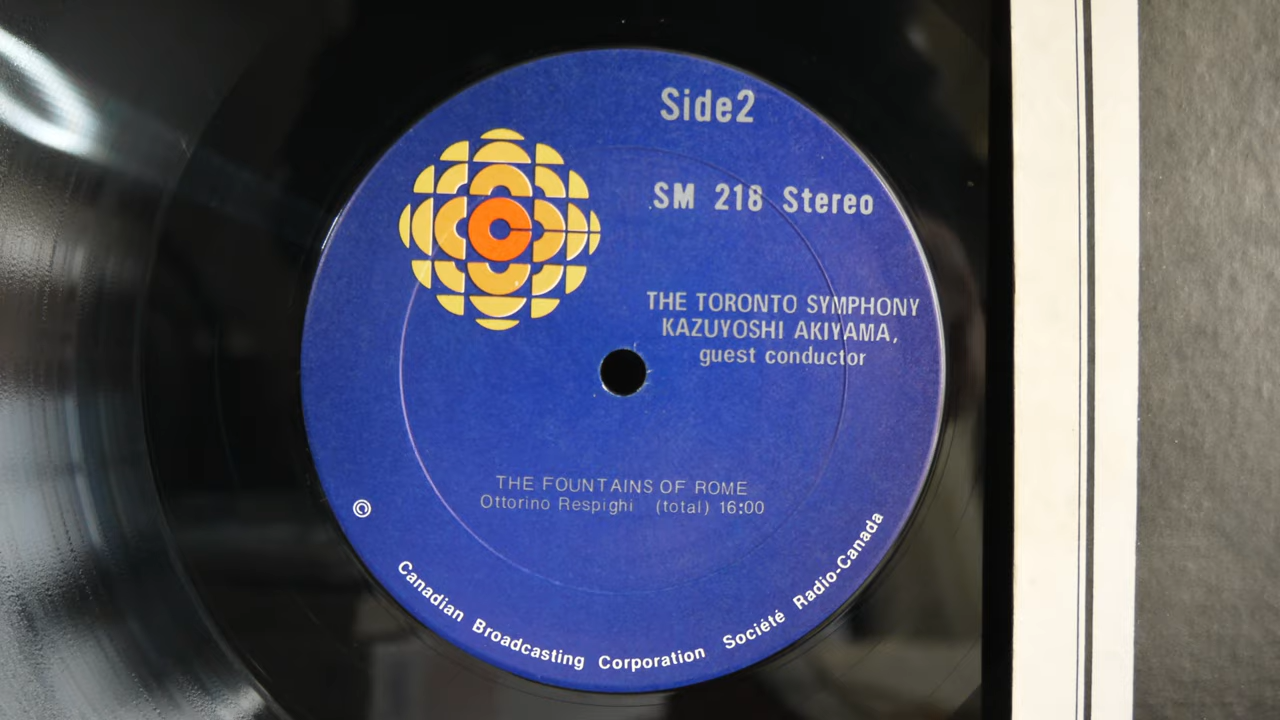 Side2
SM 218 Stereo
THE TORONTO SYMPHONY
KAZUYOSHI AKIYAMA,
guest conductor
THE FOUNTAINS OF ROME
Ottorino Respighi (total) 16:00
©
Canadian Broadcasting Corporation Société Radio-Canada